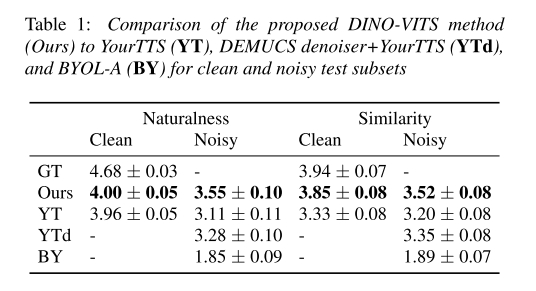 Table 1: Comparison of the proposed DINO-VITS method
(Ours) to YourTTS (YT), DEMUCS denoiser+YourTTS (YTd),
and BYOL-A (BY) for clean and noisy test subsets
Naturalness Similarity
Clean Noisy Clean Noisy
GT 4.68 ± 0.03 - 3.94 ± 0.07 -
Ours 4.00 ± 0.05 3.55 ± 0.10 3.85 ± 0.08 3.52 ± 0.08
YT 3.96 ± 0.05 3.11 ± 0.11 3.33 ± 0.08 3.20 ± 0.08
YTd - 3.28 ± 0.10 - 3.35 ± 0.08
BY - 1.85 ± 0.09 - 1.89 ± 0.07